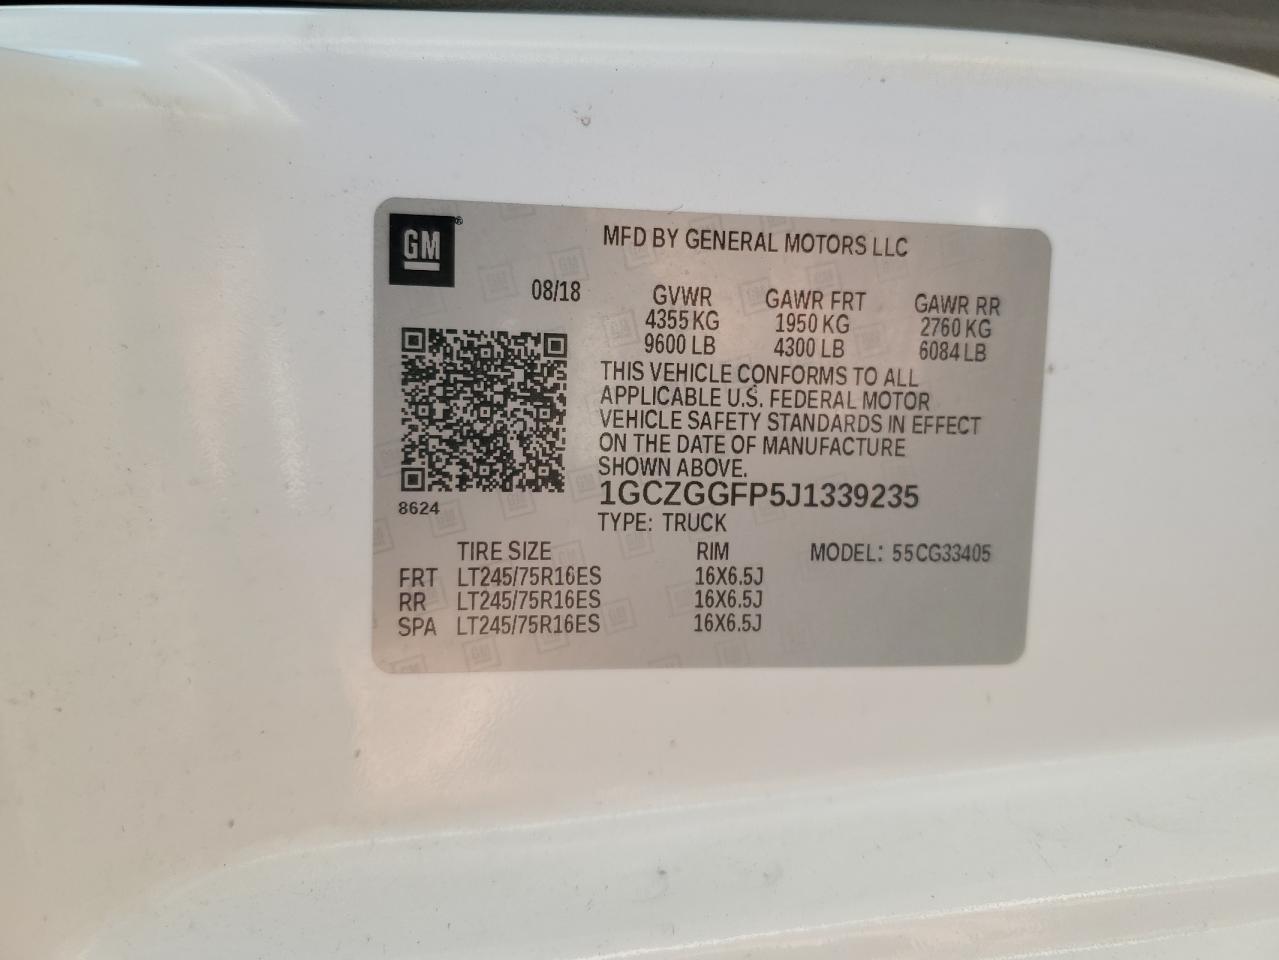 GM®
MFD BY GENERAL MOTORS LLC
08/18 GVWR GAWR FRT GAWR RR
4355 KG 1950 KG 2760 KG
9600 LB 4300 LB 6084 LB
THIS VEHICLE CONFORMS TO ALL
APPLICABLE U.S. FEDERAL MOTOR
VEHICLE SAFETY STANDARDS IN EFFECT
ON THE DATE OF MANUFACTURE
SHOWN ABOVE.
1GCZGGFP5J1339235
8624
TYPE: TRUCK
TIRE SIZE RIM MODEL: 55CG33405
FRT LT245/75R16ES 16X6.5J
RR LT245/75R16ES 16X6.5J
SPA LT245/75R16ES 16X6.5J